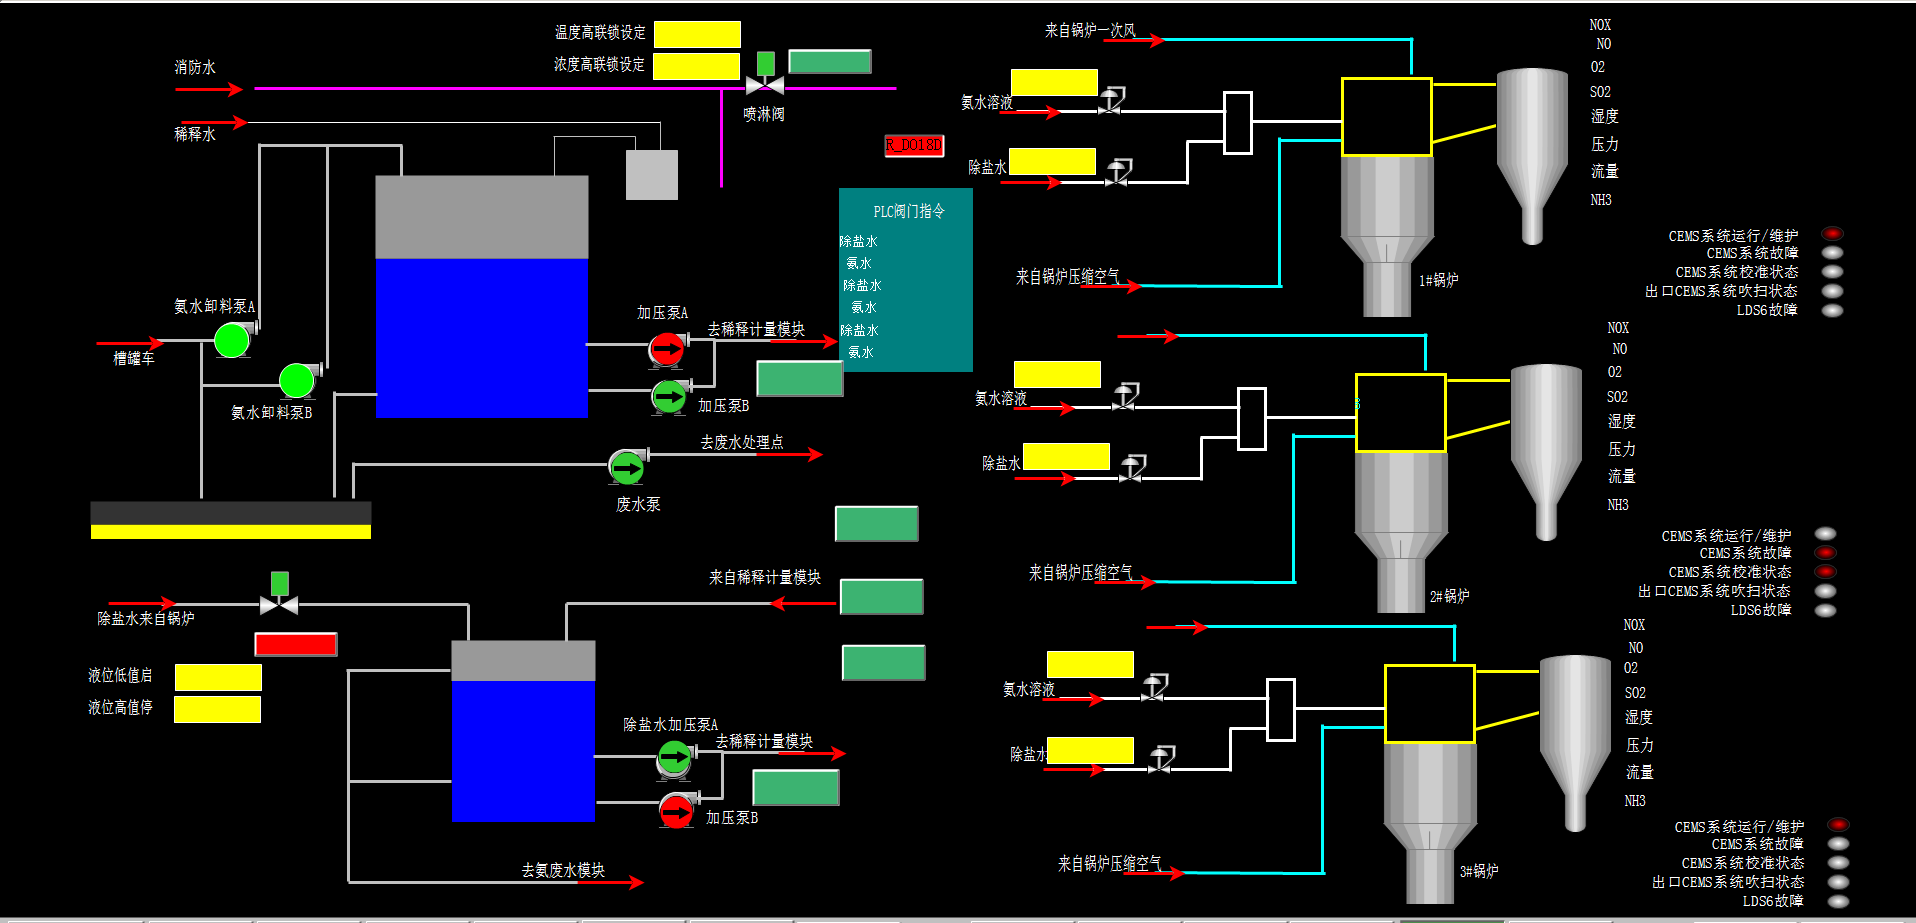 温度高联锁设定
浓度高联锁设定
消防水
稀释水
喷淋阀
R_DO18D
PLC阀门指令
除盐水
氨水
除盐水
氨水
除盐水
氨水
氨水卸料泵A
槽罐车
氨水卸料泵B
加压泵A
去稀释计量模块
加压泵B
去废水处理点
废水泵
来自稀释计量模块
除盐水来自锅炉
液位低值启
液位高值停
除盐水加压泵A
去稀释计量模块
加压泵B
去氨废水模块
来自锅炉一次风
氨水溶液
除盐水
来自锅炉压缩空气
1#锅炉
NOX
NO
O2
SO2
湿度
压力
流量
NH3
CEMS系统运行/维护
CEMS系统故障
CEMS系统校准状态
出口CEMS系统吹扫状态
LDS6故障
氨水溶液
除盐水
来自锅炉压缩空气
2#锅炉
NOX
NO
O2
SO2
湿度
压力
流量
NH3
CEMS系统运行/维护
CEMS系统故障
CEMS系统校准状态
出口CEMS系统吹扫状态
LDS6故障
氨水溶液
除盐水
来自锅炉压缩空气
3#锅炉
NOX
NO
O2
SO2
湿度
压力
流量
NH3
CEMS系统运行/维护
CEMS系统故障
CEMS系统校准状态
出口CEMS系统吹扫状态
LDS6故障